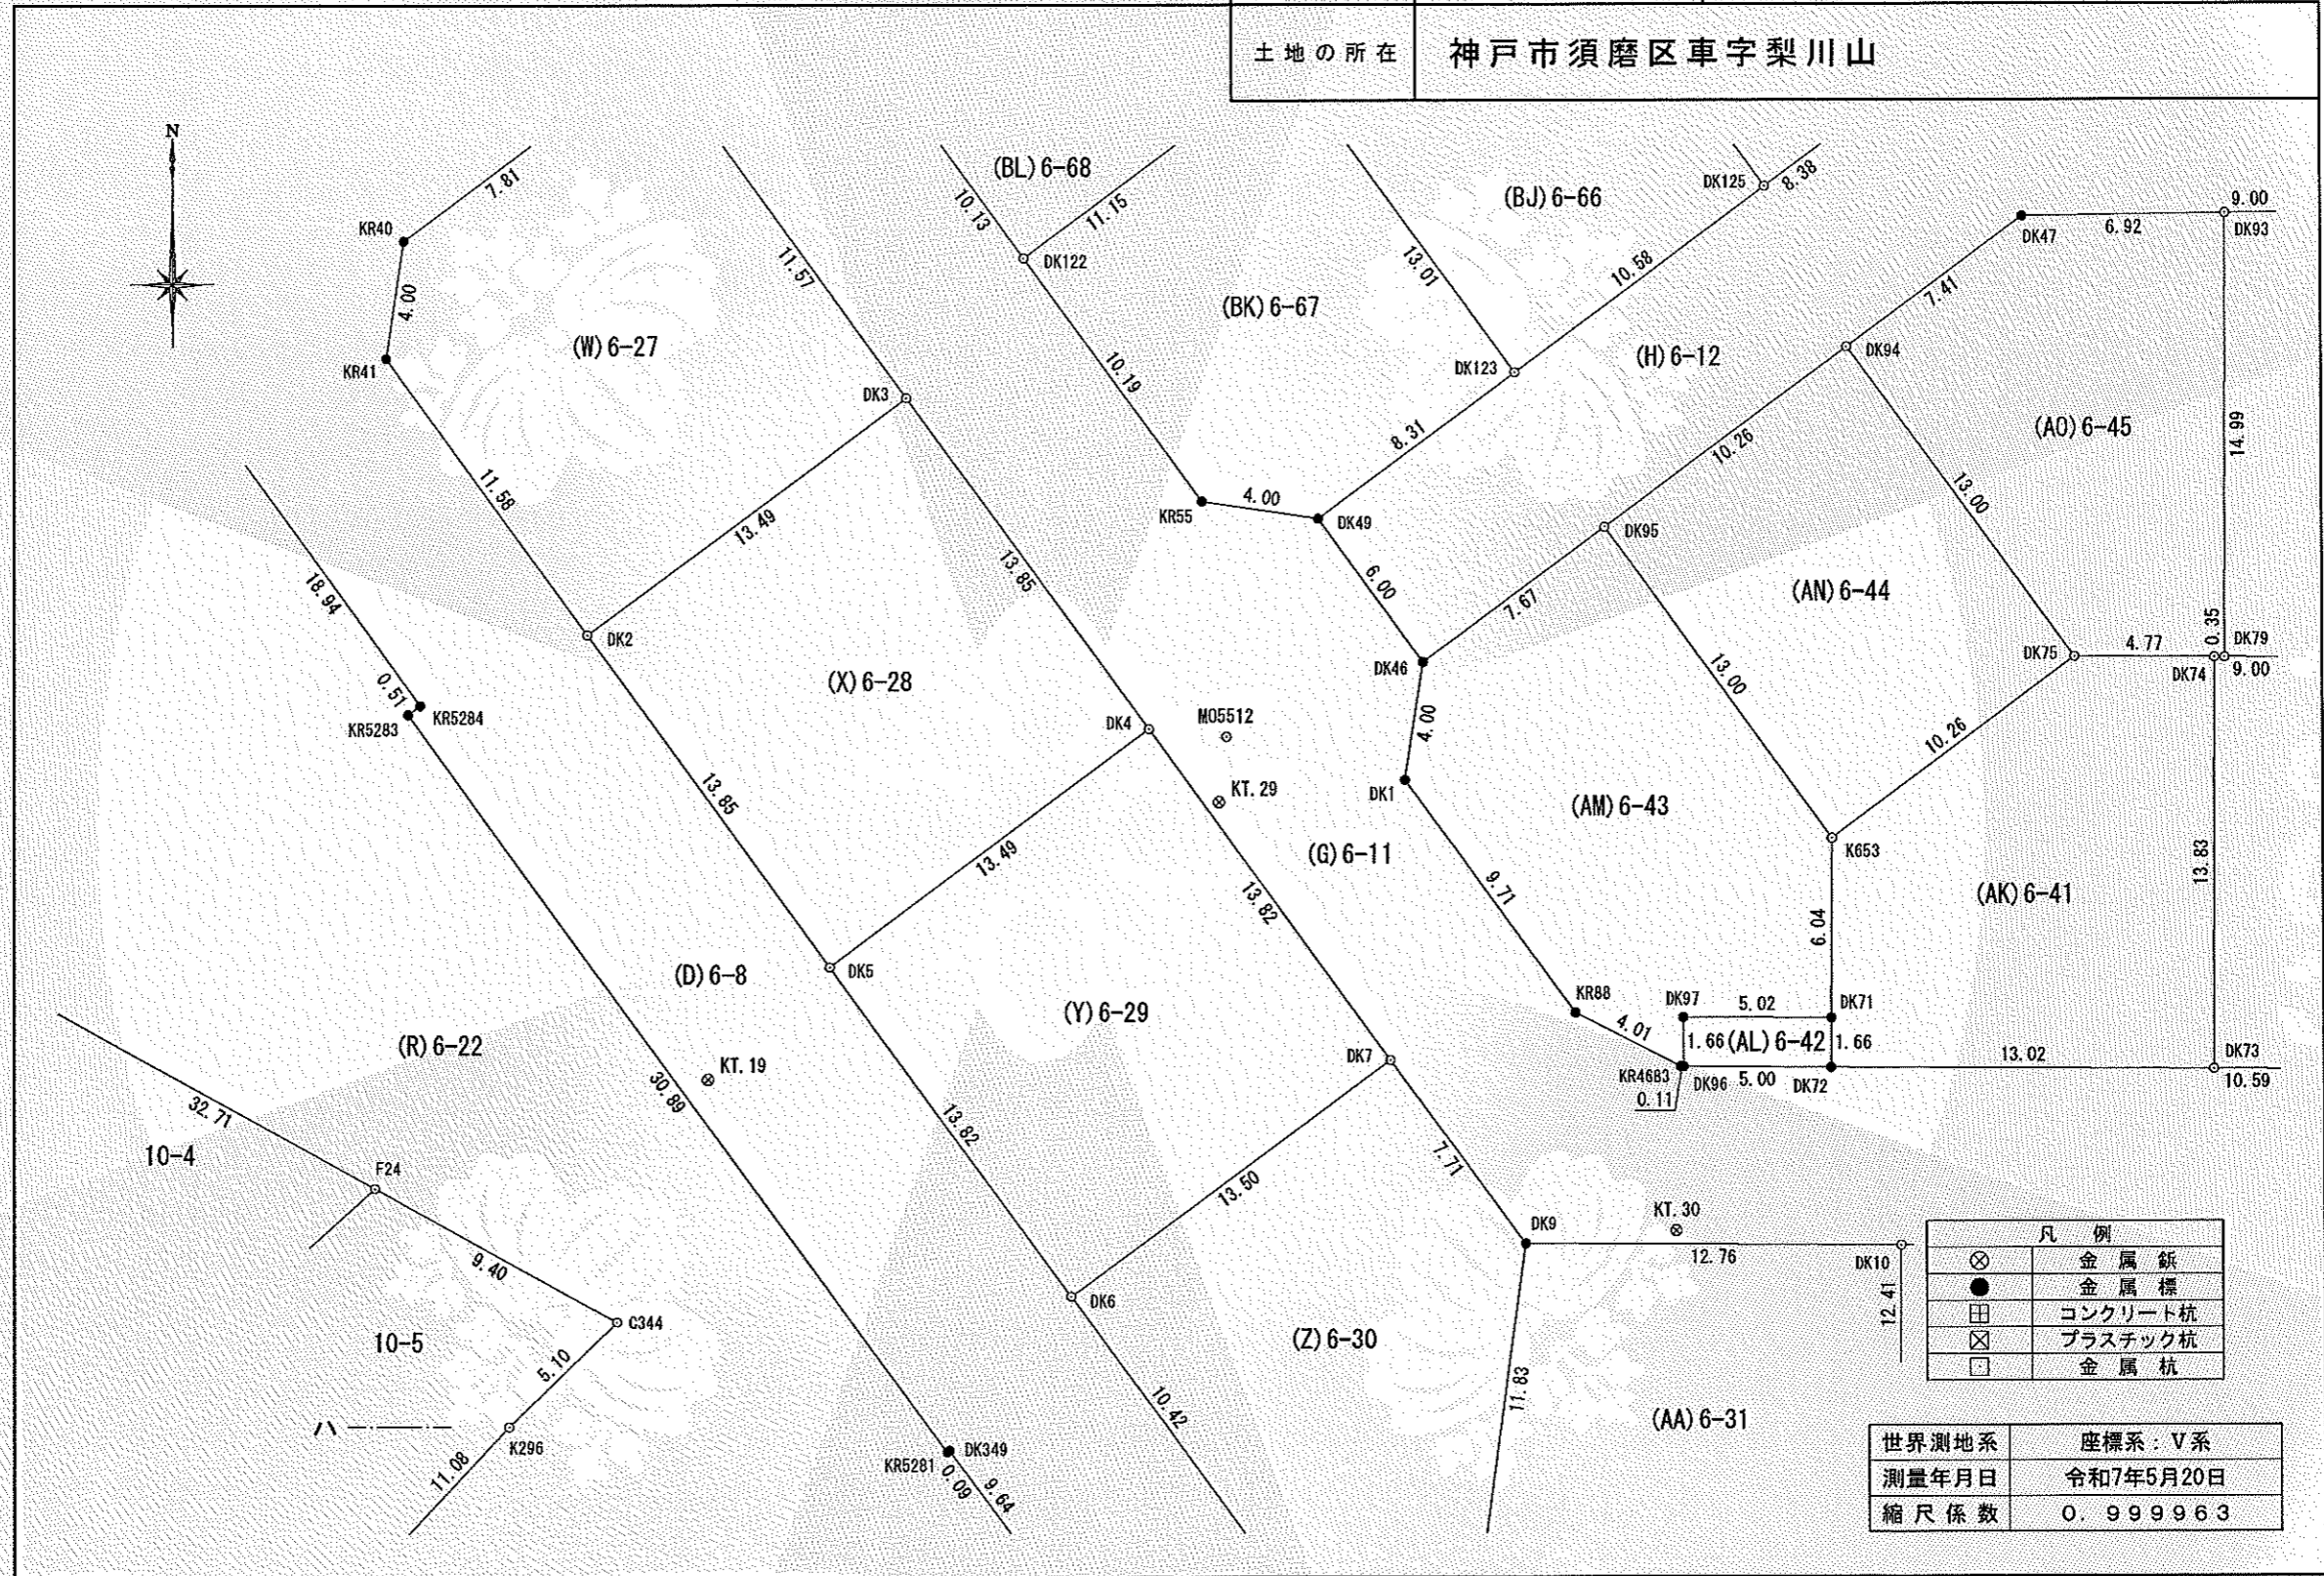 土地の所在
神戸市須磨区車字梨川山
N
(BL)6-68
(BJ)6-66
DK125
8.38
7.81
KR40
10.13
11.15
9.00
DK47
6.92
DK93
11.57
DK122
13.01
10.58
4.00
(BK)6-67
7.41
(W)6-27
KR41
10.19
DK123
(H)6-12
DK94
DK3
8.31
(AO)6-45
14.99
10.26
11.58
13.49
KR55
4.00
DK49
DK95
13.00
18.94
13.85
6.00
7.67
(AN)6-44
DK2
DK46
13.00
DK75
4.77
0.35
DK79
DK74
9.00
(X)6-28
0.51
KR5284
KR5283
DK4
MO5512
4.00
10.26
13.85
KT.29
DK1
(AM)6-43
K653
13.49
(G)6-11
13.82
9.71
13.83
(AK)6-41
6.04
DK5
(D)6-8
(Y)6-29
KR88
DK97
5.02
DK71
4.01
1.66
(AL)6-42
1.66
(R)6-22
DK7
13.02
DK73
KT.19
KR4683
DK96
5.00
DK72
10.59
30.89
0.11
32.71
13.82
7.71
10-4
F24
13.50
KT.30
DK9
12.76
DK10
9.40
DK6
12.41
C344
10-5
(Z)6-30
5.10
11.83
10.42
(AA)6-31
ハ
K296
DK349
KR5281
11.08
0.09
9.64
凡例
金属鋲
金属標
コンクリート杭
プラスチック杭
金属杭
世界測地系 座標系：Ⅴ系
測量年月日 令和7年5月20日
縮尺係数 0.999963